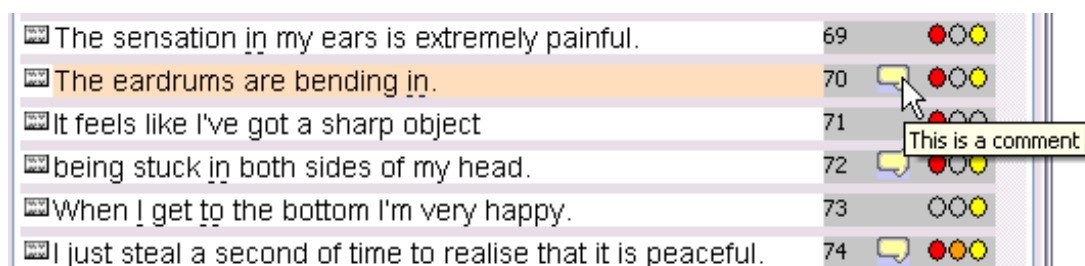 The sensation in my ears is extremely painful. 69
The eardrums are bending in. 70
It feels like I've got a sharp object 71
This is a comment
being stuck in both sides of my head. 72
When I get to the bottom I'm very happy. 73
I just steal a second of time to realise that it is peaceful. 74